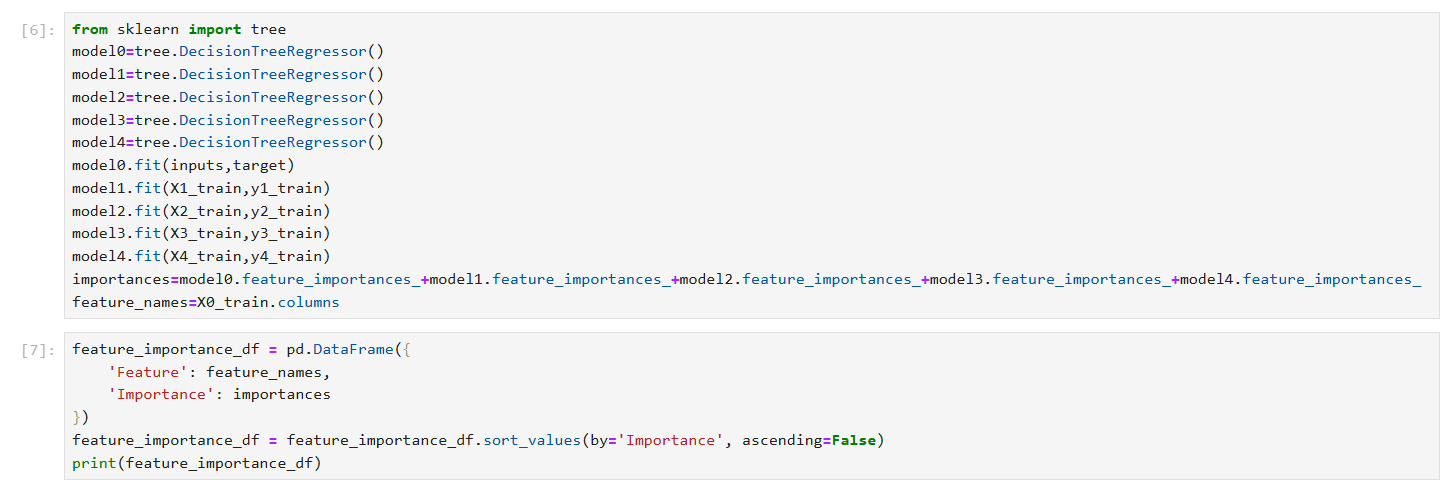 [6]:
from sklearn import tree
model0=tree.DecisionTreeRegressor()
model1=tree.DecisionTreeRegressor()
model2=tree.DecisionTreeRegressor()
model3=tree.DecisionTreeRegressor()
model4=tree.DecisionTreeRegressor()
model0.fit(inputs,target)
model1.fit(X1_train,y1_train)
model2.fit(X2_train,y2_train)
model3.fit(X3_train,y3_train)
model4.fit(X4_train,y4_train)
importances=model0.feature_importances_+model1.feature_importances_+model2.feature_importances_+model3.feature_importances_+model4.feature_importances_
feature_names=X0_train.columns
[7]:
feature_importance_df = pd.DataFrame({
    'Feature': feature_names,
    'Importance': importances
})
feature_importance_df = feature_importance_df.sort_values(by='Importance', ascending=False)
print(feature_importance_df)